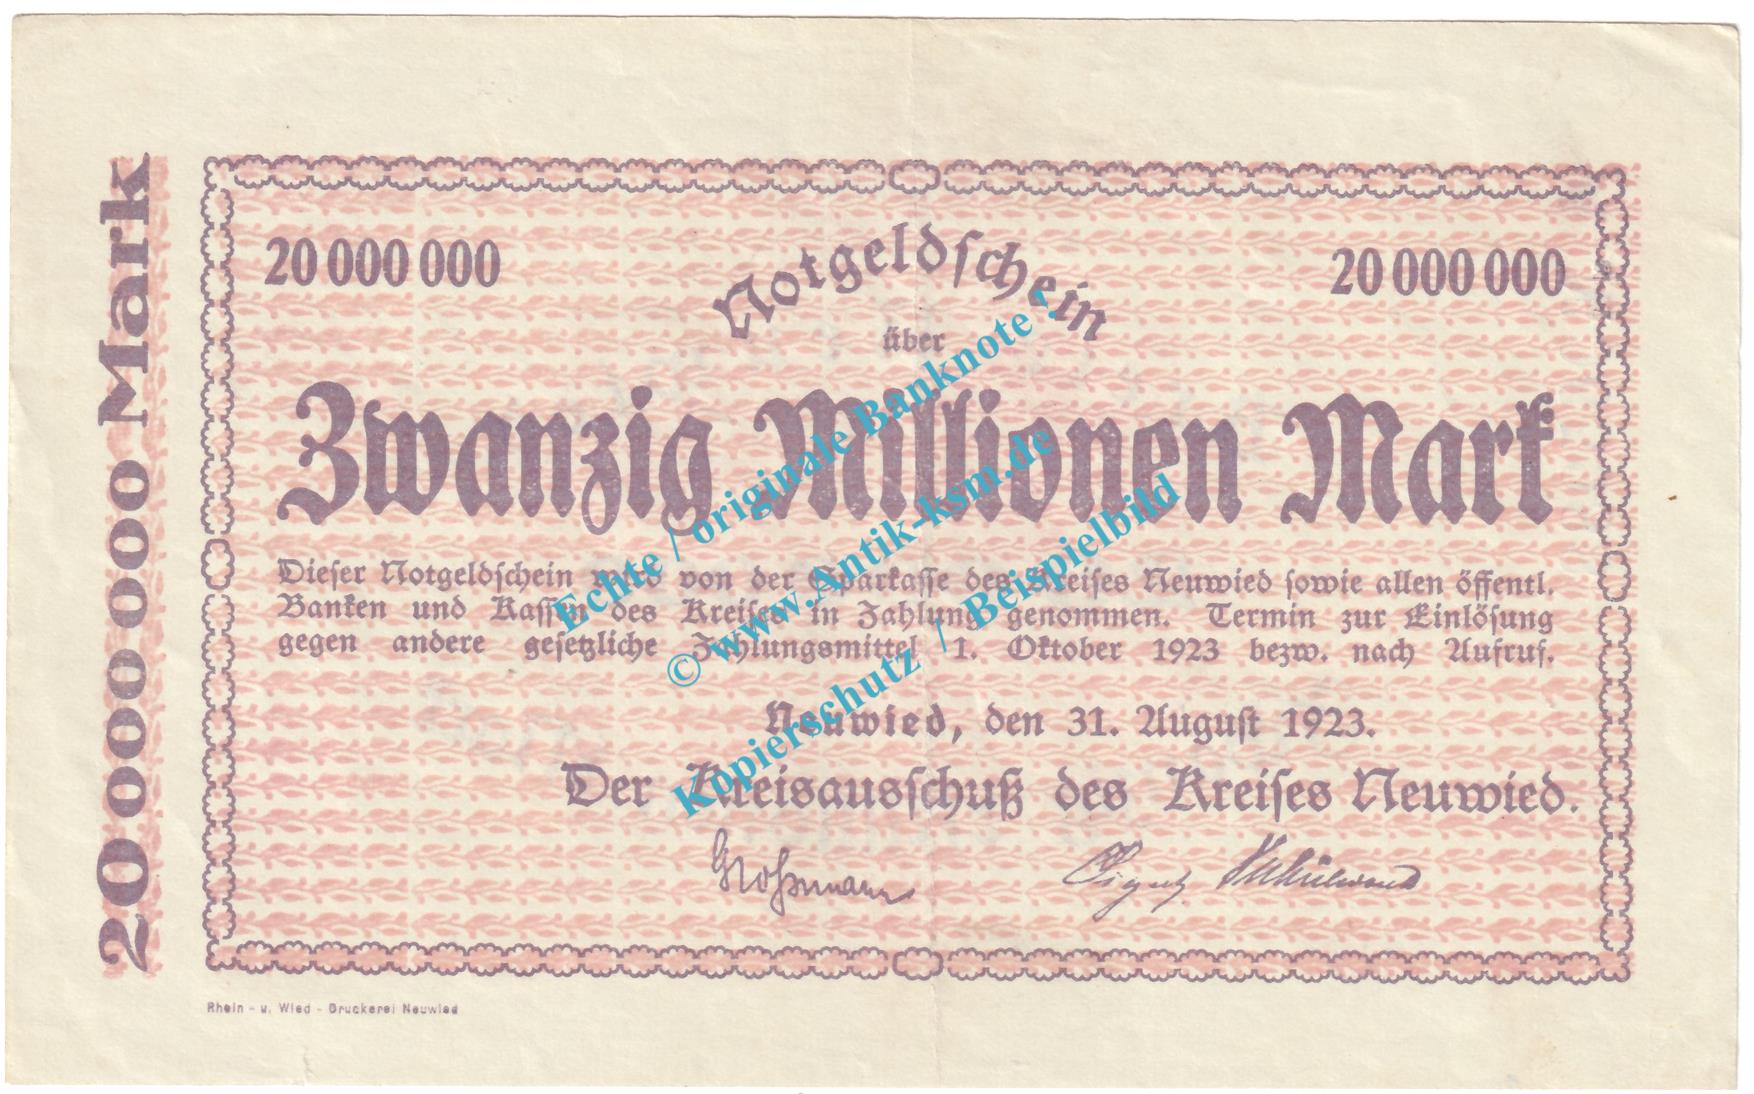 20 000 000 Mark
20 000 000
Notgeldschein
20 000 000
über
Zwanzig Millionen Mark
Dieser Notgeldschein wird von der Sparkasse des Kreises Neuwied sowie allen öffentl.
Banken und Kassen des Kreises in Zahlung genommen. Termin zur Einlösung
gegen andere gesetzliche Zahlungsmittel 1. Oktober 1923 bezw. nach Aufruf.
Neuwied, den 31. August 1923.
Der Kreisausschuß des Kreises Neuwied.
Großmann
Rhein - u. Wied - Druckerei Neuwied
Echte / originale Banknote !
© www.Antik-ksm.de
Kopierschutz / Beispielbild